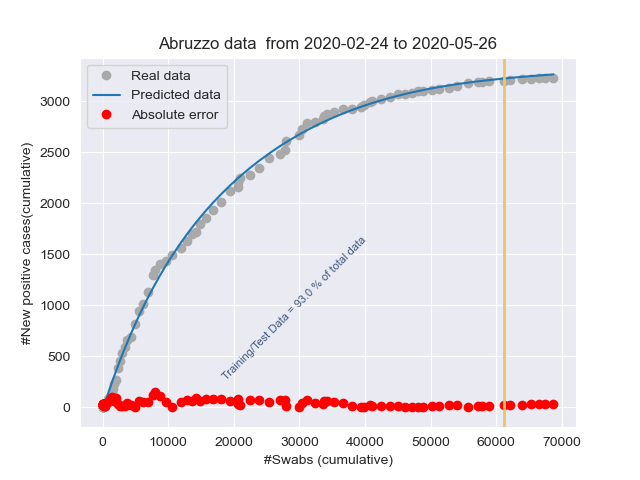 Abruzzo data  from 2020-02-24 to 2020-05-26
Real data
Predicted data
Absolute error
3000
2500
2000
1500
1000
500
0
#New positive cases(cumulative)
Training/Test Data = 93.0 % of total data
0 10000 20000 30000 40000 50000 60000 70000
#Swabs (cumulative)